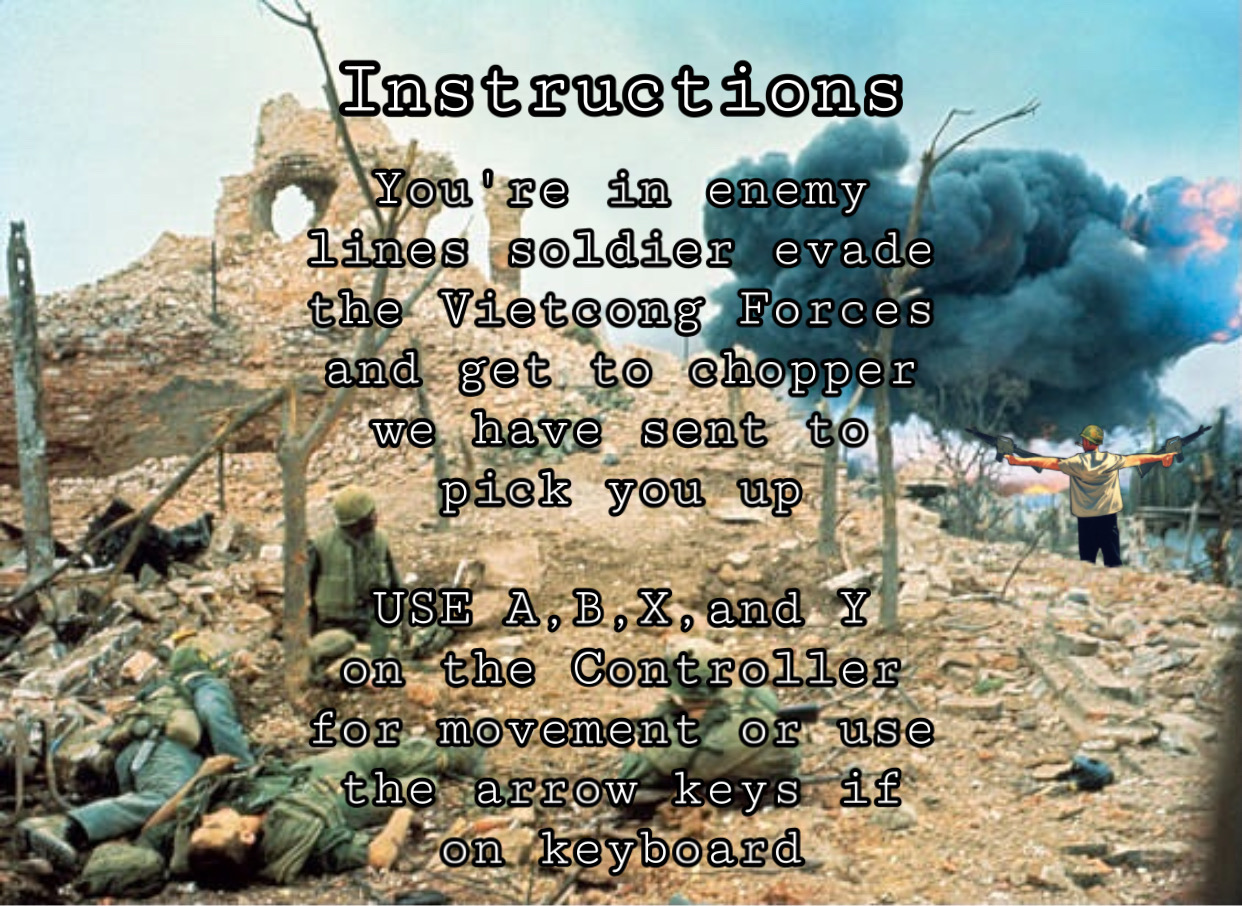 Instructions
You're in enemy
lines soldier evade
the Vietcong Forces
and get to chopper
we have sent to
pick you up
USE A,B,X,and Y
on the Controller
for movement or use
the arrow keys if
on keyboard